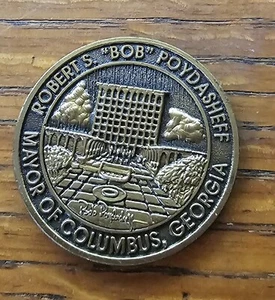 ROBERT S. "BOB" POYDASHEFF
MAYOR OF COLUMBUS, GEORGIA